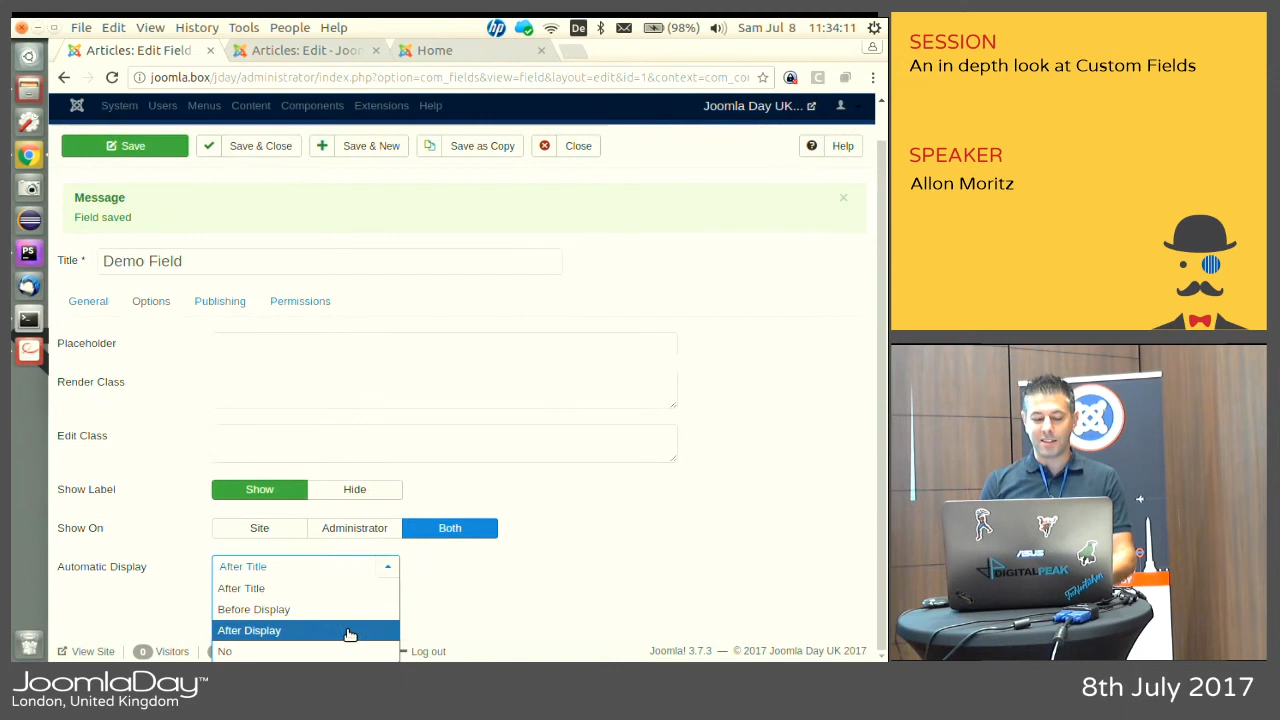 File Edit View History Tools People Help
hp De (98%) Sam Jul 8 11:34:11
Articles: Edit Field × Articles: Edit - Joon × Home ×
joomla.box/jday/administrator/index.php?option=com_fields&view=field&layout=edit&id=1&context=com_co
System Users Menus Content Components Extensions Help Joomla Day UK...
Save Save & Close Save & New Save as Copy Close Help
Message
Field saved
Title * Demo Field
General Options Publishing Permissions
Placeholder
Render Class
Edit Class
Show Label Show Hide
Show On Site Administrator Both
Automatic Display After Title
After Title
Before Display
After Display
No
View Site 0 Visitors Log out Joomla! 3.7.3 — © 2017 Joomla Day UK 2017
PS
SESSION
An in depth look at Custom Fields
SPEAKER
Allon Moritz
ASUS
DIGITALPEAK
JoomlaDay™
London, United Kingdom
8th July 2017